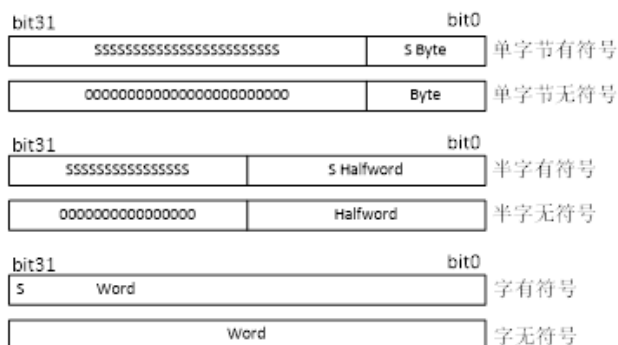 bit31 bit0
SSSSSSSSSSSSSSSSSSSSSSSS S Byte 单字节有符号
000000000000000000000000 Byte 单字节无符号
bit31 bit0
SSSSSSSSSSSSSSSS S Halfword 半字有符号
0000000000000000 Halfword 半字无符号
bit31 bit0
S Word 字有符号
Word 字无符号